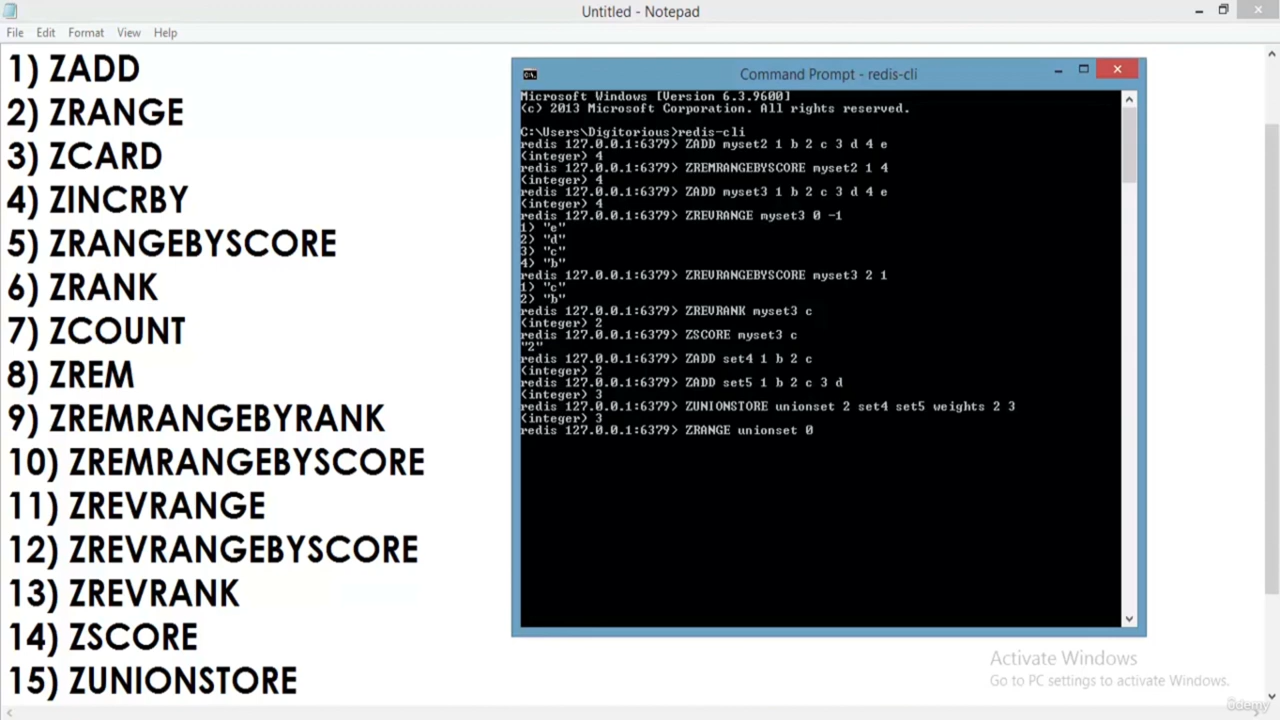 Untitled - Notepad
File Edit Format View Help
1) ZADD
2) ZRANGE
3) ZCARD
4) ZINCRBY
5) ZRANGEBYSCORE
6) ZRANK
7) ZCOUNT
8) ZREM
9) ZREMRANGEBYRANK
10) ZREMRANGEBYSCORE
11) ZREVRANGE
12) ZREVRANGEBYSCORE
13) ZREVRANK
14) ZSCORE
15) ZUNIONSTORE
Command Prompt - redis-cli
Microsoft Windows [Version 6.3.9600]
(c) 2013 Microsoft Corporation. All rights reserved.
C:\Users\Digitorious>redis-cli
redis 127.0.0.1:6379> ZADD myset2 1 b 2 c 3 d 4 e
(integer) 4
redis 127.0.0.1:6379> ZREMRANGEBYSCORE myset2 1 4
(integer) 4
redis 127.0.0.1:6379> ZADD myset3 1 b 2 c 3 d 4 e
(integer) 4
redis 127.0.0.1:6379> ZREVRANGE myset3 0 -1
1) "e"
2) "d"
3) "c"
4) "b"
redis 127.0.0.1:6379> ZREVRANGEBYSCORE myset3 2 1
1) "c"
2) "b"
redis 127.0.0.1:6379> ZREVRANK myset3 c
(integer) 2
redis 127.0.0.1:6379> ZSCORE myset3 c
"2"
redis 127.0.0.1:6379> ZADD set4 1 b 2 c
(integer) 2
redis 127.0.0.1:6379> ZADD set5 1 b 2 c 3 d
(integer) 3
redis 127.0.0.1:6379> ZUNIONSTORE unionset 2 set4 set5 weights 2 3
(integer) 3
redis 127.0.0.1:6379> ZRANGE unionset 0
Activate Windows
Go to PC settings to activate Windows.
ûdemy